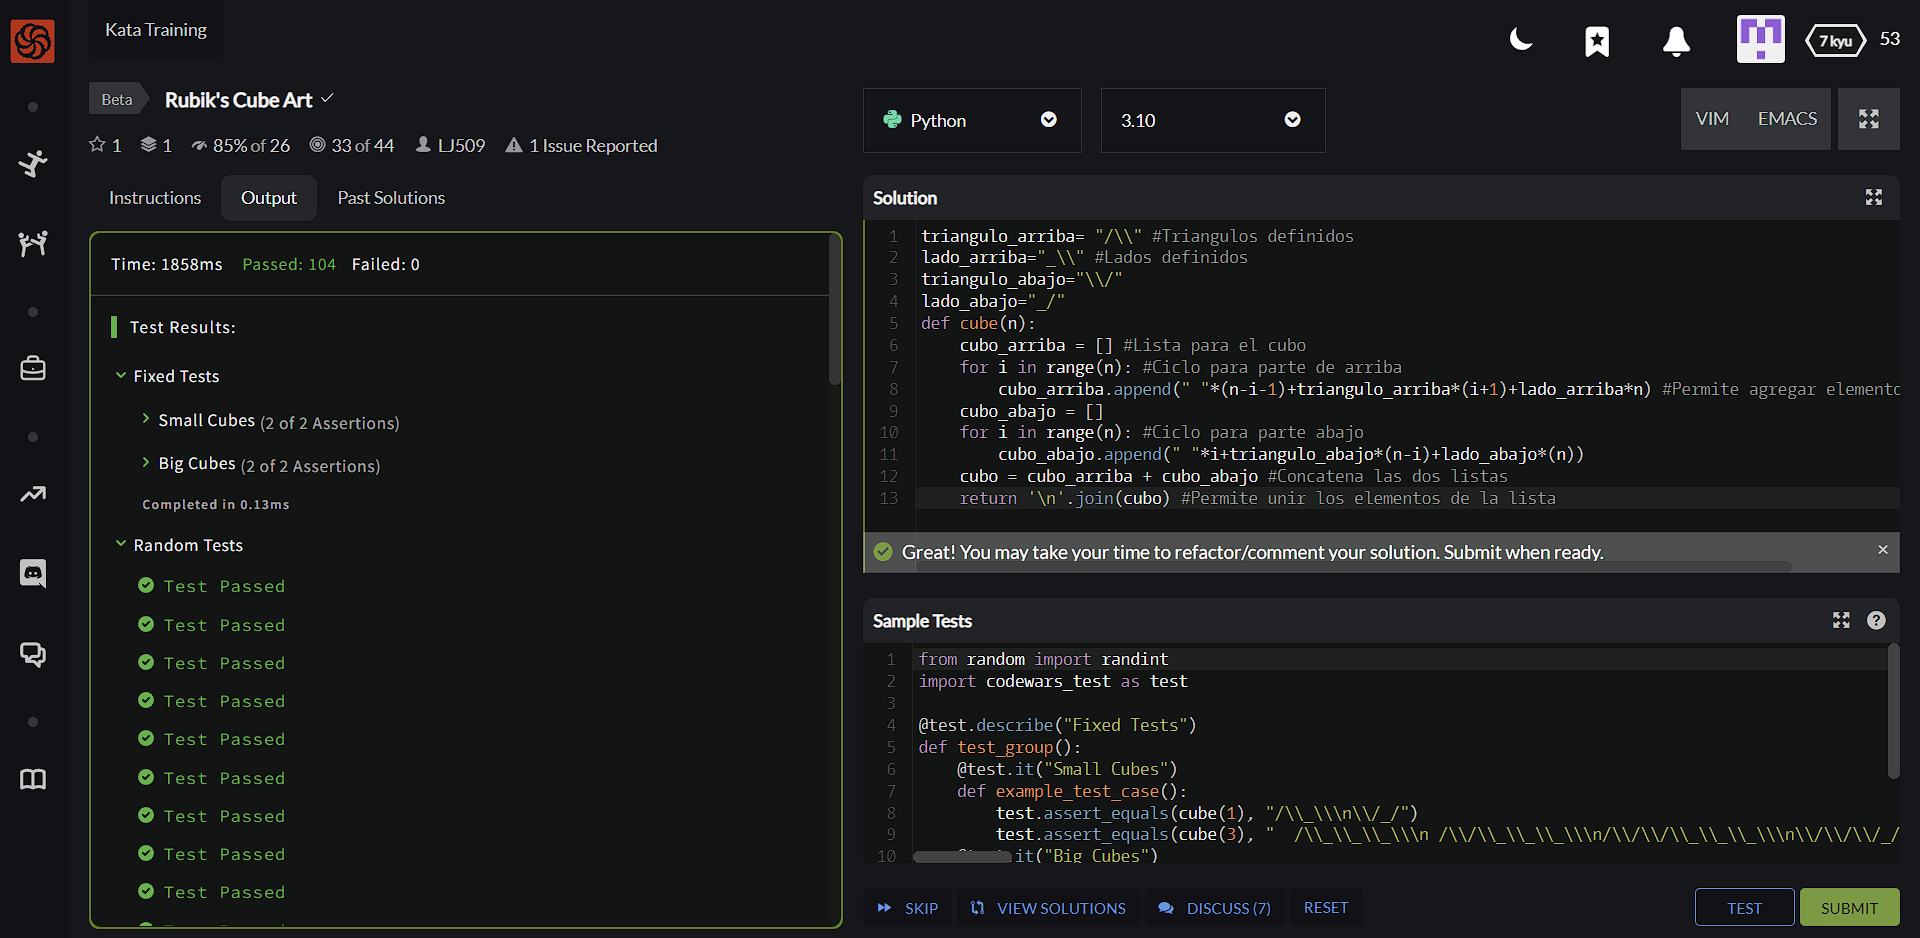 Kata Training
7 kyu
53
Beta
Rubik's Cube Art
1
1
85% of 26
33 of 44
LJ509
1 Issue Reported
Python
3.10
VIM
EMACS
Instructions
Output
Past Solutions
Time: 1858ms Passed: 104 Failed: 0
Test Results:
Fixed Tests
Small Cubes (2 of 2 Assertions)
Big Cubes (2 of 2 Assertions)
Completed in 0.13ms
Random Tests
Test Passed
Test Passed
Test Passed
Test Passed
Test Passed
Test Passed
Test Passed
Test Passed
Test Passed
Solution
1 triangulo_arriba= "/\\" #Triangulos definidos
2 lado_arriba="_\\" #Lados definidos
3 triangulo_abajo="\\/"
4 lado_abajo="_/"
5 def cube(n):
6     cubo_arriba = [] #Lista para el cubo
7     for i in range(n): #Ciclo para parte de arriba
8         cubo_arriba.append(" "*(n-i-1)+triangulo_arriba*(i+1)+lado_arriba*n) #Permite agregar elemento
9     cubo_abajo = []
10     for i in range(n): #Ciclo para parte abajo
11         cubo_abajo.append(" "*i+triangulo_abajo*(n-i)+lado_abajo*(n))
12     cubo = cubo_arriba + cubo_abajo #Concatena las dos listas
13     return '\n'.join(cubo) #Permite unir los elementos de la lista
Great! You may take your time to refactor/comment your solution. Submit when ready.
Sample Tests
1 from random import randint
2 import codewars_test as test
3
4 @test.describe("Fixed Tests")
5 def test_group():
6     @test.it("Small Cubes")
7     def example_test_case():
8         test.assert_equals(cube(1), "/\\_\\\n\\/_/")
9         test.assert_equals(cube(3), "  /\\_\\_\\_\\\n /\\/\\_\\_\\_\\\n/\\/\\/\\_\\_\\_\\\n\\/\\/\\/_/
10     @test.it("Big Cubes")
SKIP
VIEW SOLUTIONS
DISCUSS (7)
RESET
TEST
SUBMIT